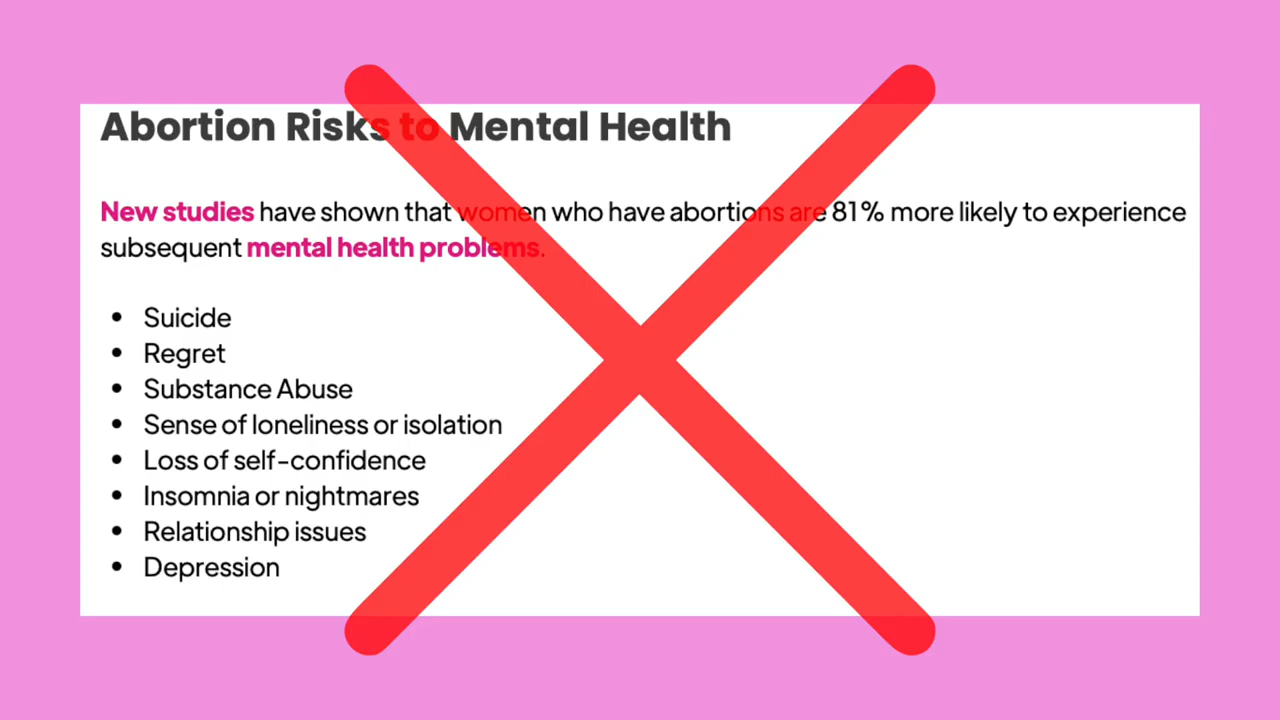 Abortion Risks to Mental Health
New studies have shown that women who have abortions are 81% more likely to experience
subsequent mental health problems.
• Suicide
• Regret
• Substance Abuse
• Sense of loneliness or isolation
• Loss of self-confidence
• Insomnia or nightmares
• Relationship issues
• Depression